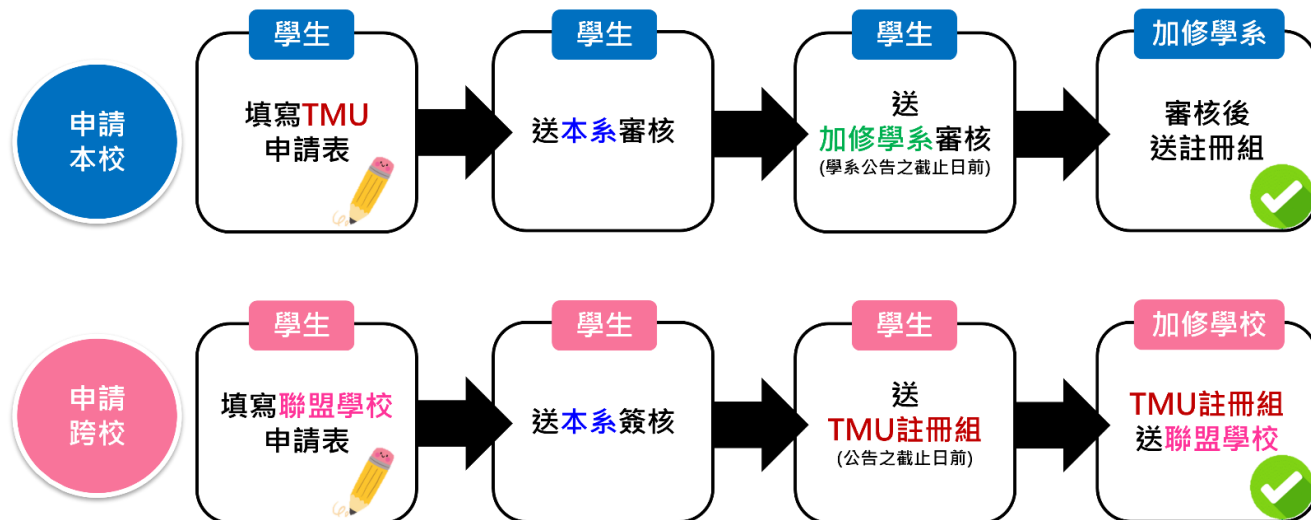 申請
本校
學生
填寫TMU
申請表
學生
送本系審核
學生
送
加修學系審核
(學系公告之截止日前)
加修學系
審核後
送註冊組
申請
跨校
學生
填寫聯盟學校
申請表
學生
送本系簽核
學生
送
TMU註冊組
(公告之截止日前)
加修學校
TMU註冊組
送聯盟學校